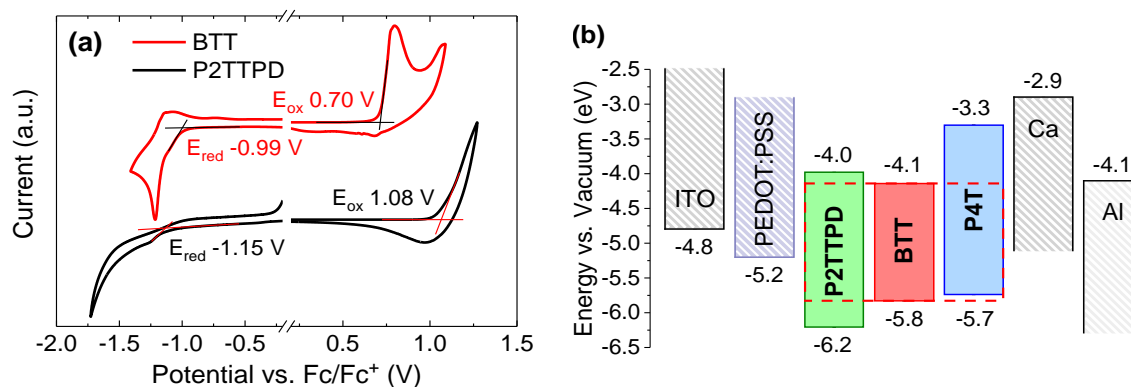 (a)
BTT
P2TTPD
E_ox 0.70 V
E_red -0.99 V
E_ox 1.08 V
E_red -1.15 V
Current (a.u.)
-2.0 -1.5 -1.0 -0.5 0.5 1.0 1.5
Potential vs. Fc/Fc⁺ (V)
(b)
Energy vs. Vacuum (eV)
-2.5
-3.0
-3.5
-4.0
-4.5
-5.0
-5.5
-6.0
-6.5
ITO
-4.8
PEDOT:PSS
-5.2
-4.0
P2TTPD
-6.2
-4.1
BTT
-5.8
-3.3
P4T
-5.7
-2.9
Ca
-4.1
Al